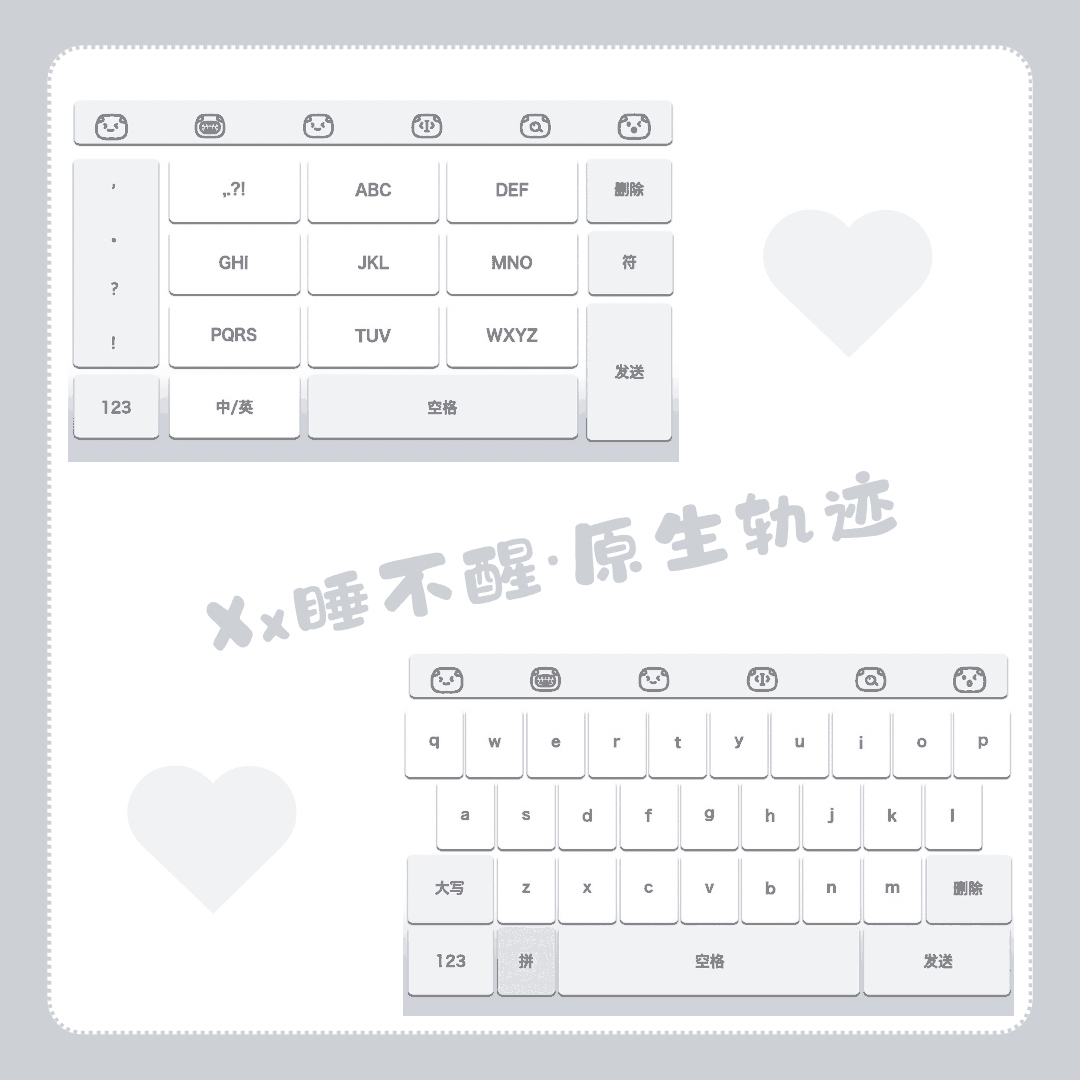 ,.?! ABC DEF 删除
,
。
?
!
GHI JKL MNO 符
PQRS TUV WXYZ
发送
123 中/英 空格
Xx睡不醒·原生轨迹
q w e r t y u i o p
a s d f g h j k l
大写 z x c v b n m 删除
123 拼 空格 发送